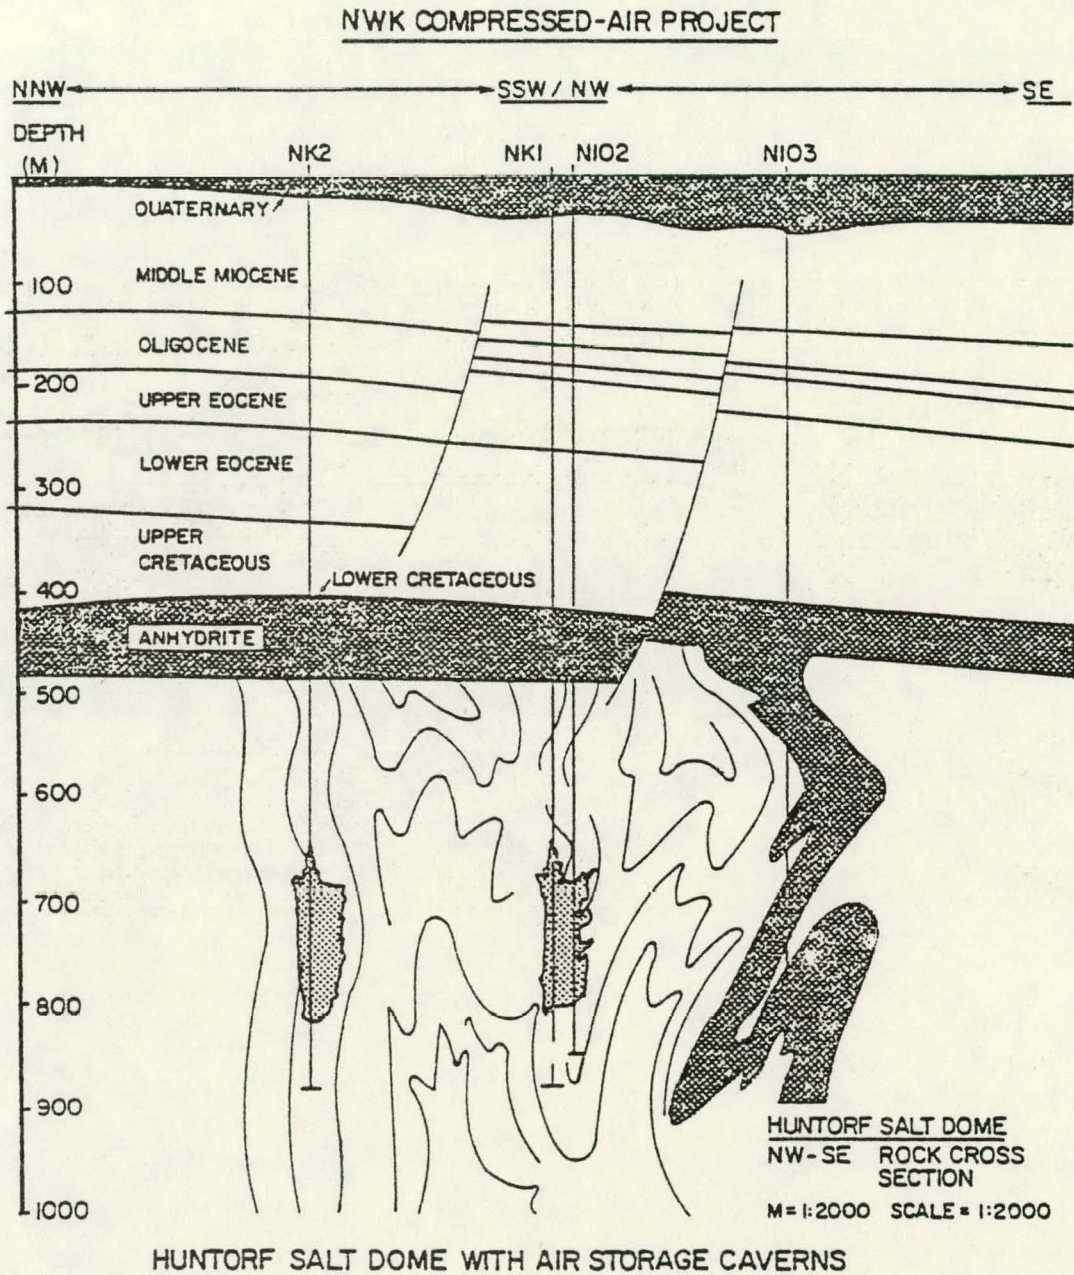 NWK COMPRESSED-AIR PROJECT
NNW SSW / NW SE
DEPTH
(M)
NK2 NK1 N102 N103
QUATERNARY
MIDDLE MIOCENE
100
OLIGOCENE
200
UPPER EOCENE
LOWER EOCENE
300
UPPER
CRETACEOUS
LOWER CRETACEOUS
400
ANHYDRITE
500
600
700
800
900
1000
HUNTORF SALT DOME
NW-SE ROCK CROSS
SECTION
M=1:2000 SCALE=1:2000
HUNTORF SALT DOME WITH AIR STORAGE CAVERNS